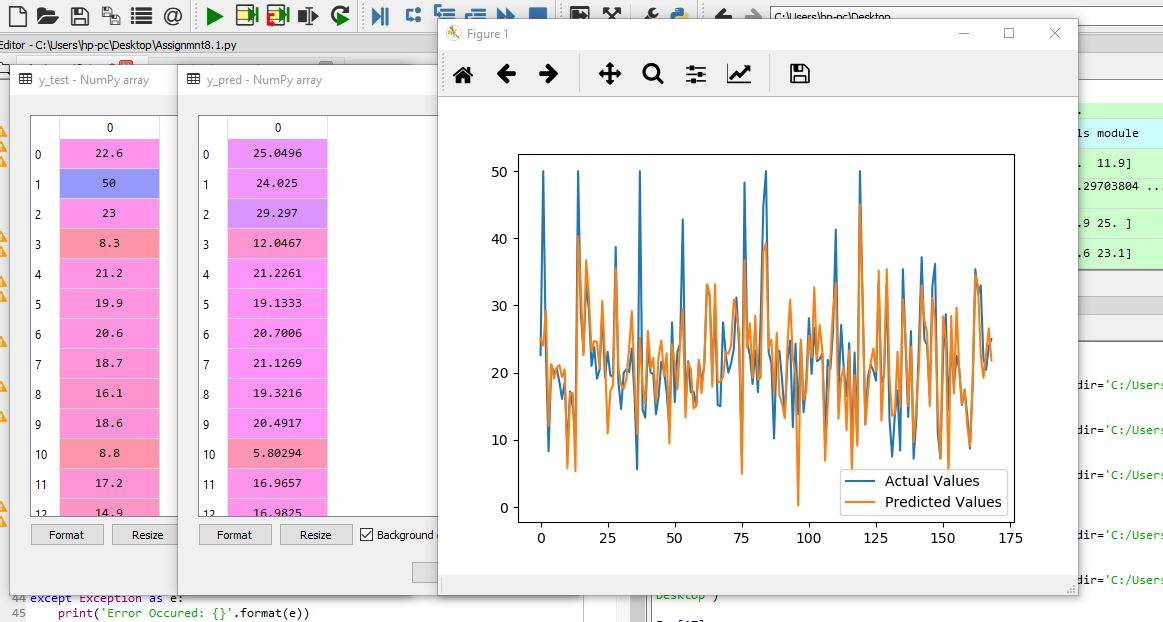 C:\Users\hp-pc\Desktop
Editor - C:\Users\hp-pc\Desktop\Assignmnt8.1.py
Figure 1
y_test - NumPy array
y_pred - NumPy array
0
0 22.6
1 50
2 23
3 8.3
4 21.2
5 19.9
6 20.6
7 18.7
8 16.1
9 18.6
10 8.8
11 17.2
12 14.9
Format Resize
0
0 25.0496
1 24.025
2 29.297
3 12.0467
4 21.2261
5 19.1333
6 20.7006
7 21.1269
8 19.3216
9 20.4917
10 5.80294
11 16.9657
12 16.9825
Format Resize Background
50
40
30
20
10
0
0 25 50 75 100 125 150 175
Actual Values
Predicted Values
ls module
. 11.9]
.29703804 ...
.9 25. ]
.6 23.1]
dir='C:/Users
dir='C:/Users
dir='C:/Users
dir='C:/Users
dir='C:/Users
Desktop')
44 except Exception as e:
45 print('Error Occured: {}'.format(e))